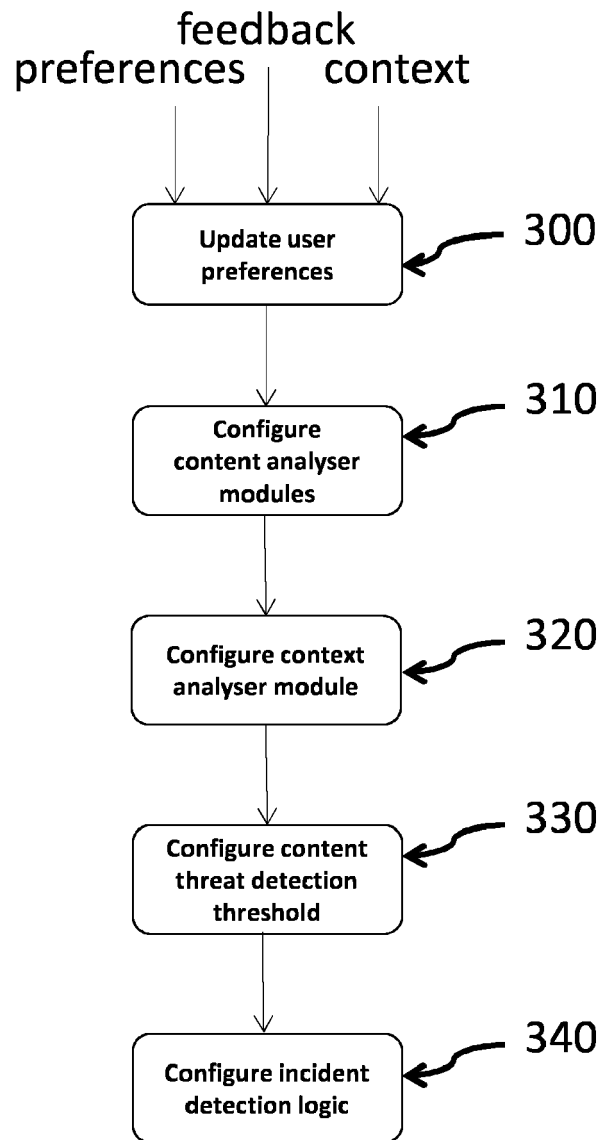 feedback
preferences
context
Update user
preferences
300
Configure
content analyser
modules
310
Configure context
analyser module
320
Configure content
threat detection
threshold
330
Configure incident
detection logic
340